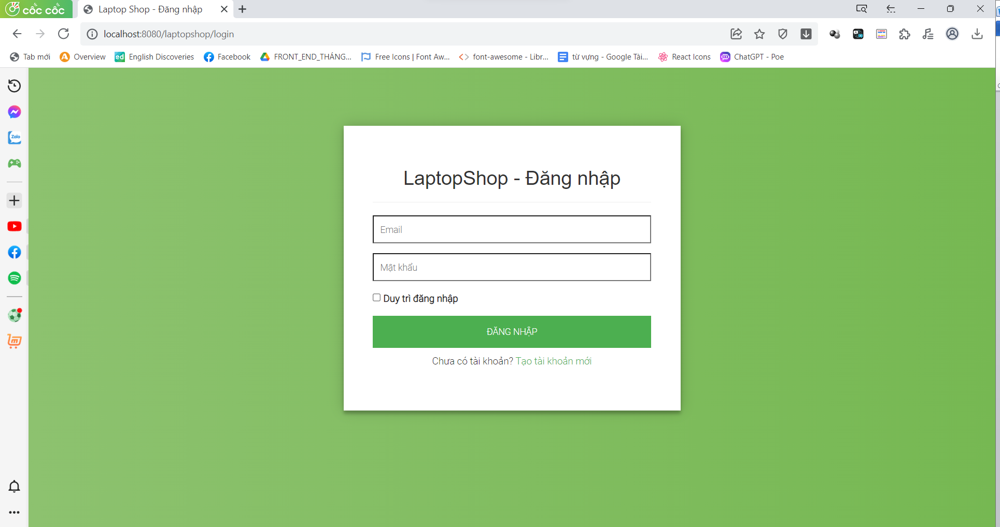 cốc cốc
Laptop Shop - Đăng nhập
localhost:8080/laptopshop/login
Tab mới
Overview
ed English Discoveries
Facebook
FRONT_END_THÁNG...
Free Icons | Font Aw...
font-awesome - Libr...
từ vựng - Google Tài...
React Icons
ChatGPT - Poe
Zalo
LaptopShop - Đăng nhập
Email
Mật khẩu
Duy trì đăng nhập
ĐĂNG NHẬP
Chưa có tài khoản? Tạo tài khoản mới